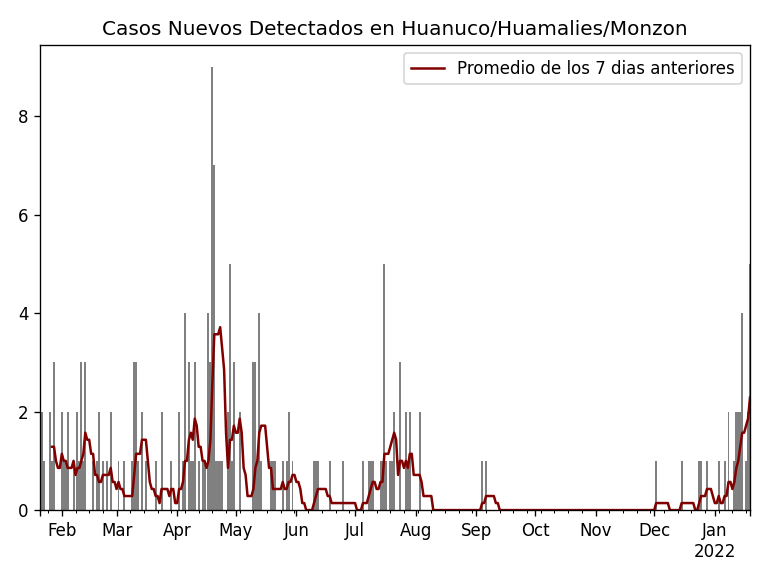 Casos Nuevos Detectados en Huanuco/Huamalies/Monzon
Promedio de los 7 dias anteriores
8
6
4
2
0
Feb Mar Apr May Jun Jul Aug Sep Oct Nov Dec Jan
2022